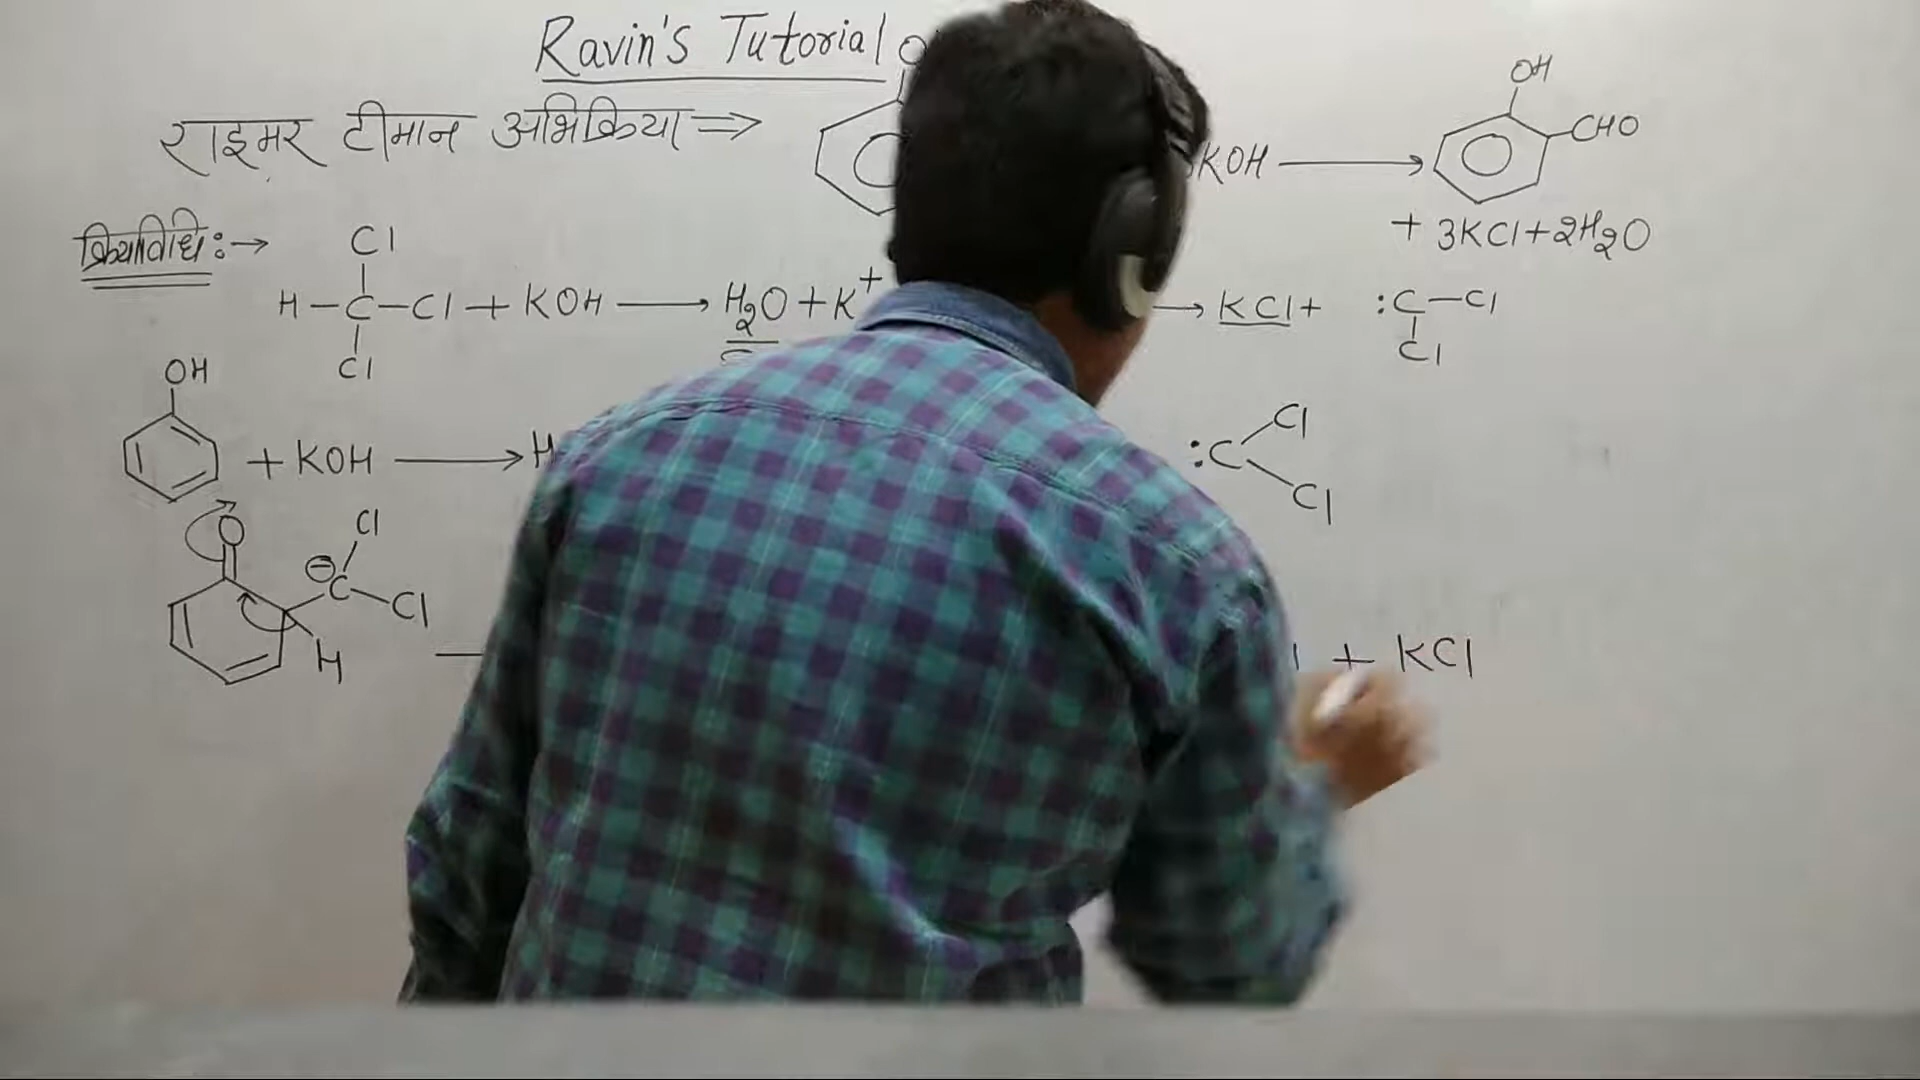 Ravin's Tutorial
राइमर टीमान अभिक्रिया ⇒ O KOH ⟶ OH CHO
+ 3KCl + 2H₂O
क्रियाविधि :→
Cl
H – C – Cl + KOH ⟶ H₂O + K⁺ ⟶ KCl + :C – Cl
Cl Cl
OH
+ KOH ⟶ H :C Cl Cl
O ⊖ C Cl Cl H + KCl